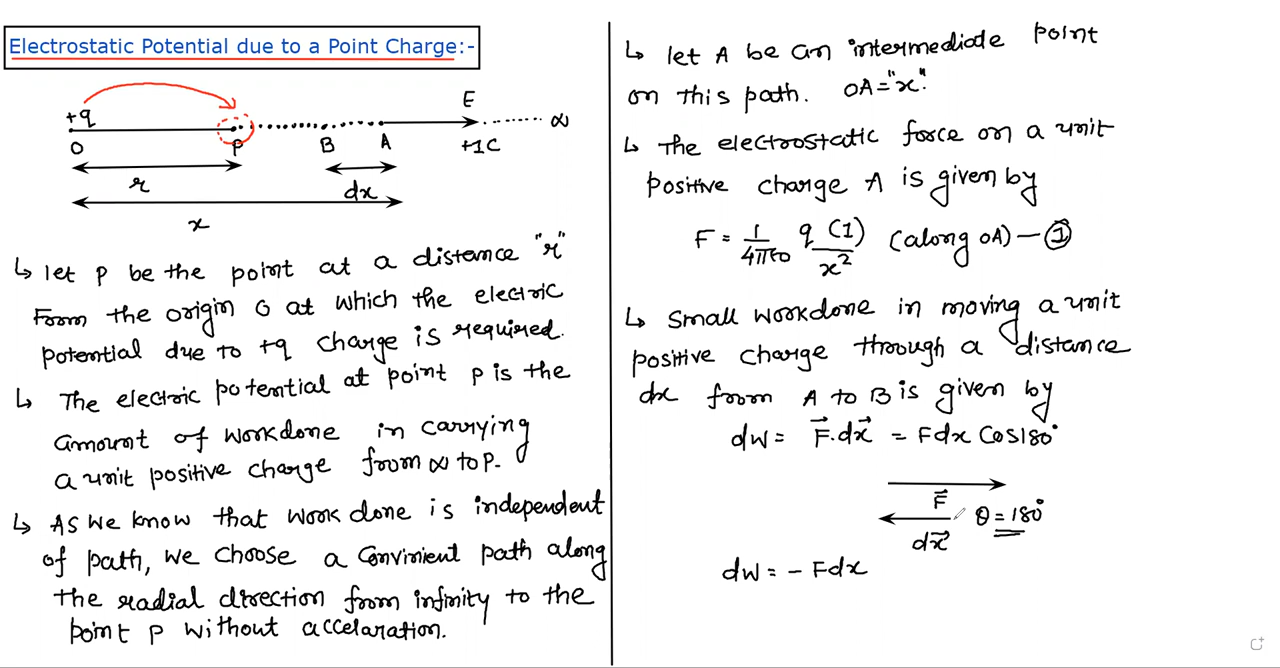 Electrostatic Potential due to a Point Charge:-
+q
E
∞
O
P
B
A
+1C
r
dx
x
↳ let P be the point at a distance "r"
From the origin O at which the electric
potential due to +q charge is required.
↳ The electric potential at point P is the
amount of workdone in carrying
a unit positive charge from ∞ to P.
↳ As we know that work done is independent
of path, we choose a convinient path along
the radial direction from infinity to the
point P without accelaration.
↳ let A be an intermediate point
on this path. OA="x".
↳ The electrostatic force on a unit
positive charge A is given by
F = 1/4π∈0 q(1)/x² (along OA) — ①
↳ Small workdone in moving a unit
positive charge through a distance
dx from A to B is given by
dW = F⃗.dx⃗ = Fdx Cos180°
F⃗
θ = 180°
dx⃗
dW = - Fdx